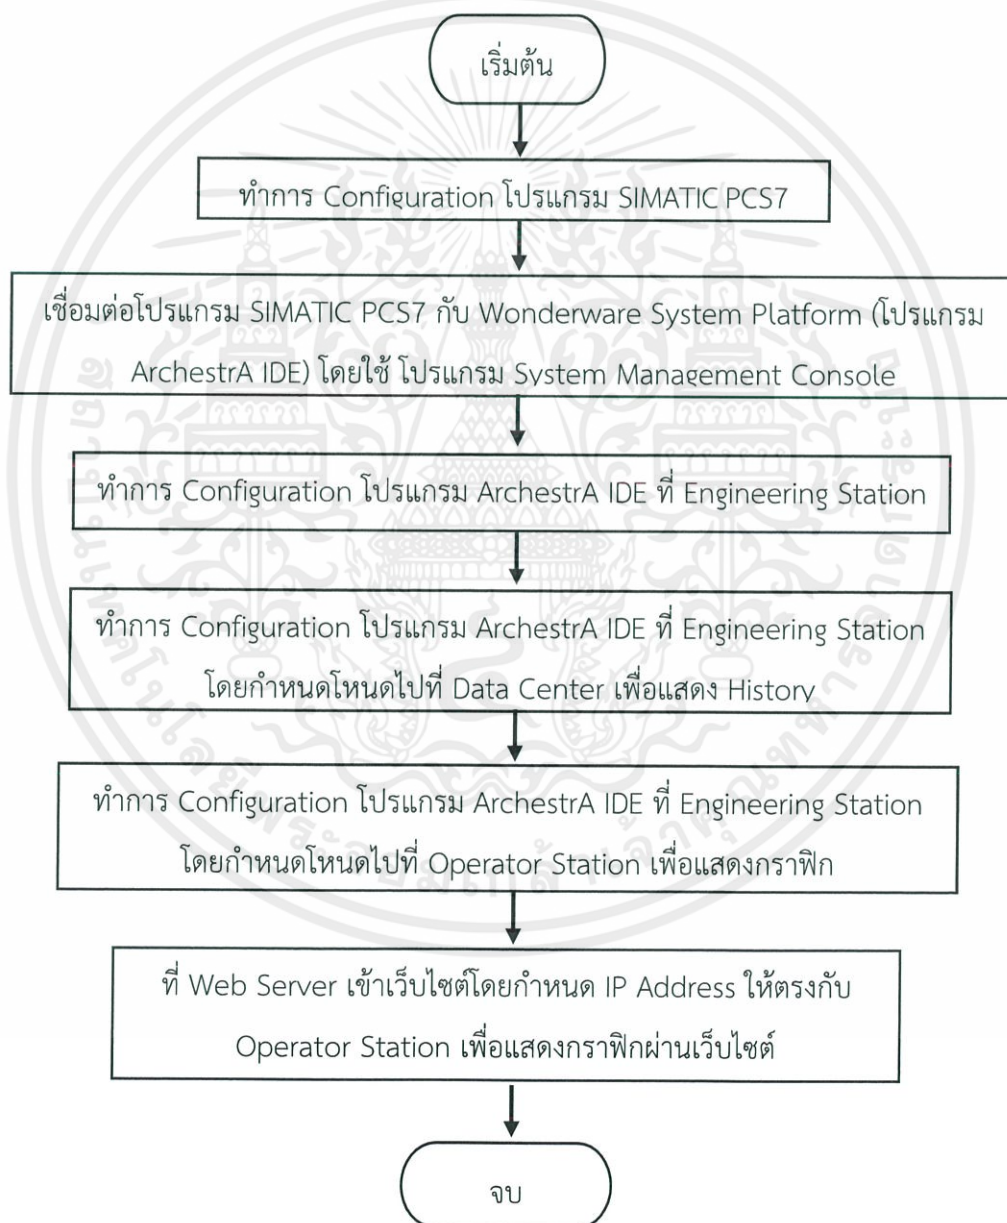 เริ่มต้น
ทำการ Configuration โปรแกรม SIMATIC PCS7
เชื่อมต่อโปรแกรม SIMATIC PCS7 กับ Wonderware System Platform (โปรแกรม
ArchestrA IDE) โดยใช้ โปรแกรม System Management Console
ทำการ Configuration โปรแกรม ArchestrA IDE ที่ Engineering Station
ทำการ Configuration โปรแกรม ArchestrA IDE ที่ Engineering Station
โดยกำหนดโหนดไปที่ Data Center เพื่อแสดง History
ทำการ Configuration โปรแกรม ArchestrA IDE ที่ Engineering Station
โดยกำหนดโหนดไปที่ Operator Station เพื่อแสดงกราฟิก
ที่ Web Server เข้าเว็บไซต์โดยกำหนด IP Address ให้ตรงกับ
Operator Station เพื่อแสดงกราฟิกผ่านเว็บไซต์
จบ